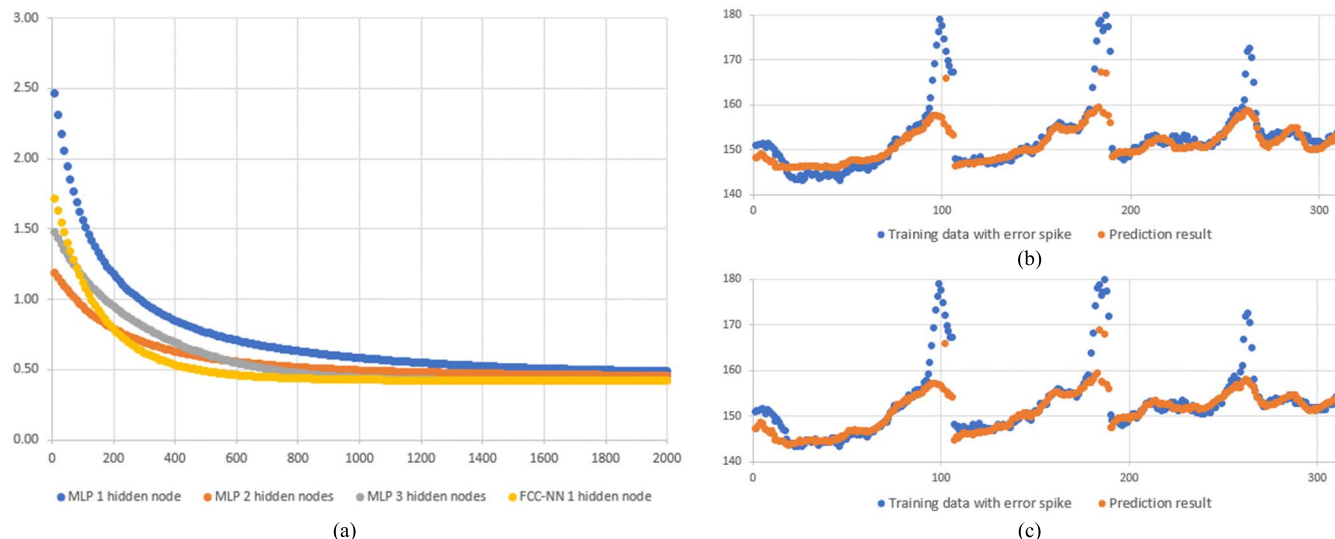 3.00
2.50
2.00
1.50
1.00
0.50
0.00
0 200 400 600 800 1000 1200 1400 1600 1800 2000
MLP 1 hidden node MLP 2 hidden nodes MLP 3 hidden nodes FCC-NN 1 hidden node
(a)
180
170
160
150
140
0 100 200 300
Training data with error spike Prediction result
(b)
180
170
160
150
140
0 100 200 300
Training data with error spike Prediction result
(c)